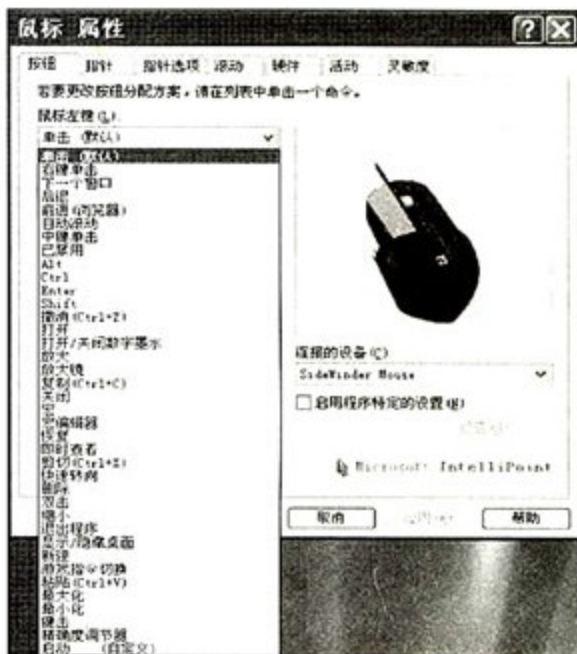 鼠标 属性
按钮 指针 指针选项 滚动 硬件 活动 灵敏度
若要更改按钮分配方案，请在列表中单击一个命令。
鼠标左键(L)
单击 (默认)
单击 (默认)
右键单击
下一个窗口
后退
前进(浏览器)
自动滚动
中键单击
已禁用
Alt
Ctrl
Enter
Shift
撤消(Ctrl+Z)
打开
打开/关闭数字墨水
放大
放大镜
复制(Ctrl+C)
关闭
宏
宏编辑器
恢复
即时查看
剪切(Ctrl+X)
快速转向
删除
双击
缩小
退出程序
显示/隐藏桌面
新建
游戏指令切换
粘贴(Ctrl+V)
最大化
最小化
键击
精确度调节器
启动 (自定义)
连接的设备(C)
SideWinder Mouse
启用程序特定的设置(N)
Microsoft IntelliPoint
取消
帮助